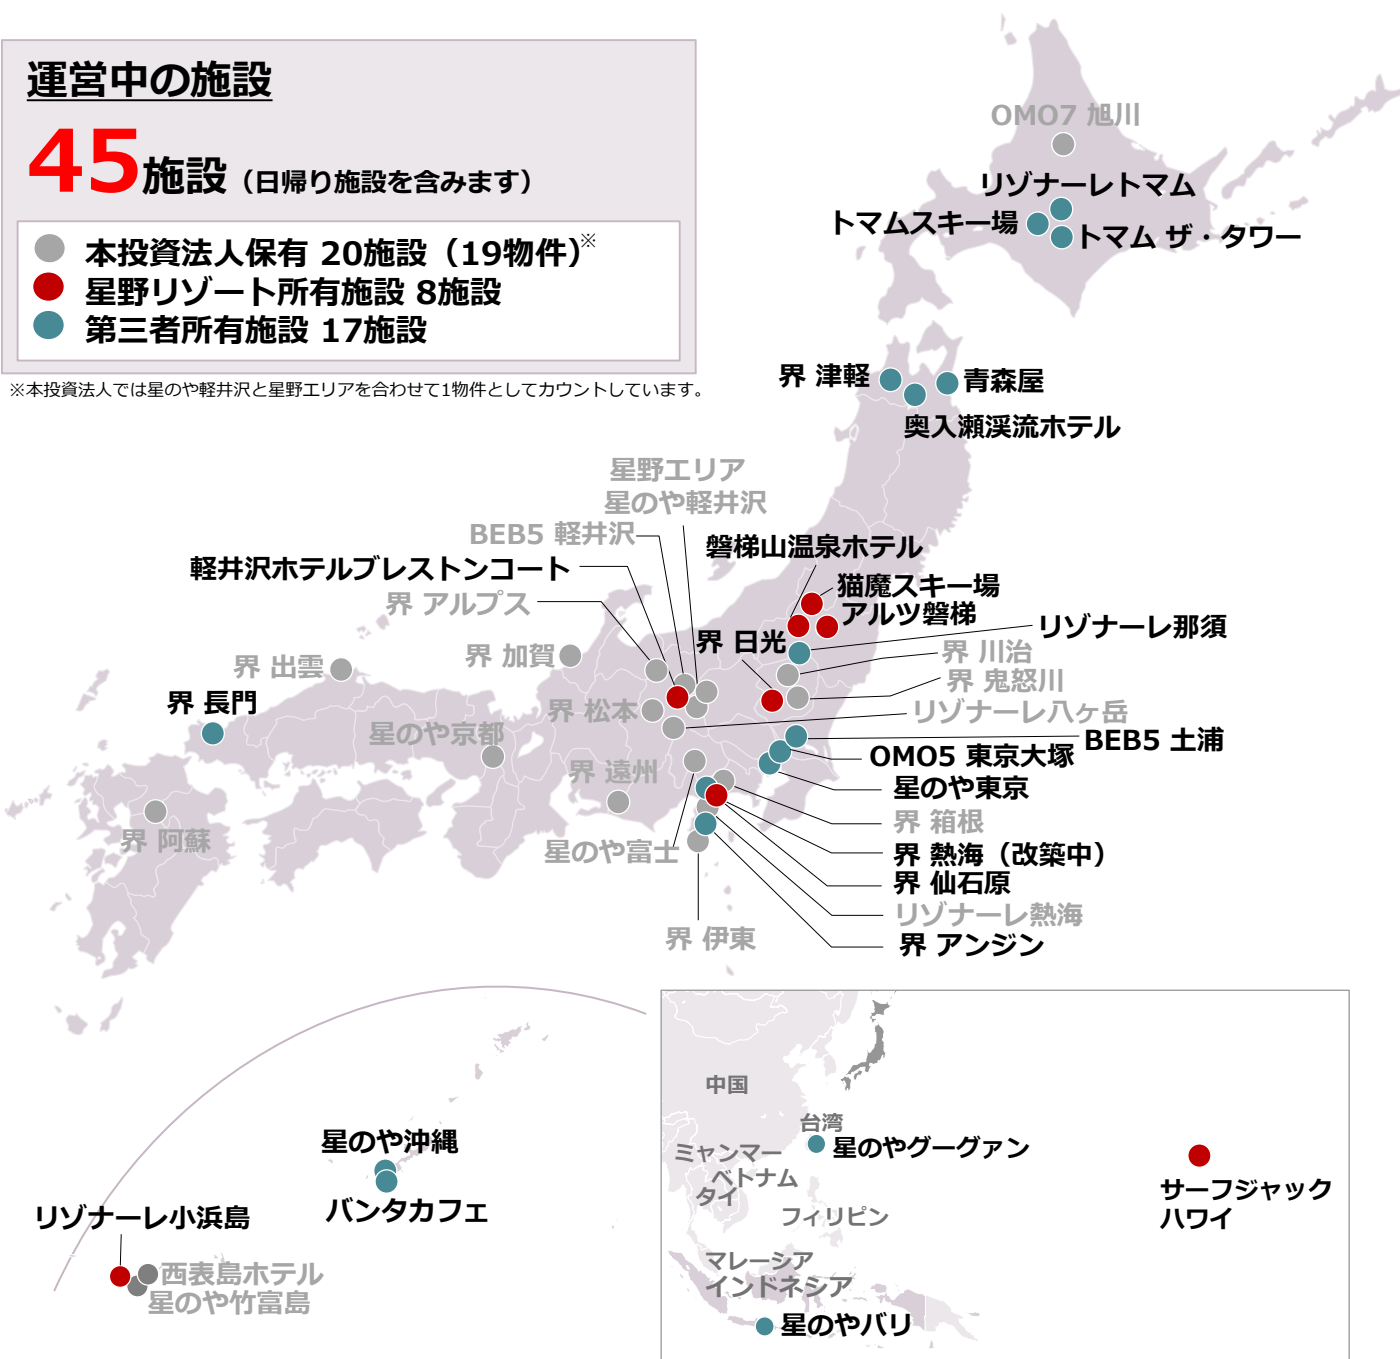 運営中の施設
45施設（日帰り施設を含みます）
本投資法人保有 20施設（19物件）※
星野リゾート所有施設 8施設
第三者所有施設 17施設
※本投資法人では星のや軽井沢と星野エリアを合わせて1物件としてカウントしています。
OMO7 旭川
リゾナーレトマム
トマムスキー場
トマム ザ・タワー
界 津軽
青森屋
奥入瀬渓流ホテル
星野エリア
星のや軽井沢
BEB5 軽井沢
軽井沢ホテルブレストンコート
界 アルプス
磐梯山温泉ホテル
猫魔スキー場
アルツ磐梯
界 日光
リゾナーレ那須
界 川治
界 鬼怒川
リゾナーレ八ヶ岳
界 加賀
界 出雲
界 長門
界 松本
星のや京都
界 遠州
界 阿蘇
星のや富士
BEB5 土浦
OMO5 東京大塚
星のや東京
界 箱根
界 熱海（改築中）
界 仙石原
リゾナーレ熱海
界 アンジン
界 伊東
星のや沖縄
バンタカフェ
リゾナーレ小浜島
西表島ホテル
星のや竹富島
中国
台湾
星のやグーグァン
ミャンマー
ベトナム
タイ
フィリピン
マレーシア
インドネシア
星のやバリ
サーフジャック
ハワイ